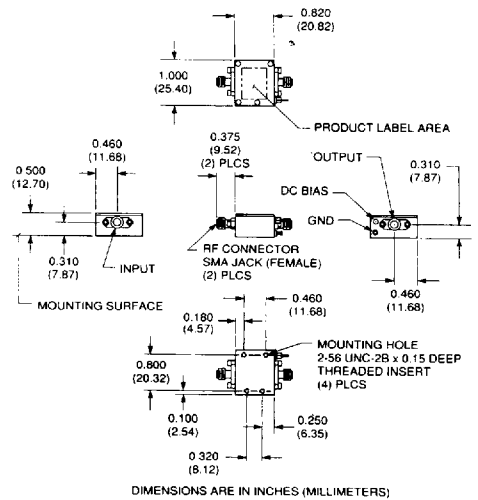 0.820
(20.82)
1.000
(25.40)
PRODUCT LABEL AREA
0.375
(9.52)
(2) PLCS
0.460
(11.68)
0.500
(12.70)
OUTPUT
0.310
(7.87)
DC BIAS
GND
RF CONNECTOR
SMA JACK (FEMALE)
(2) PLCS
INPUT
0.310
(7.87)
0.460
(11.68)
MOUNTING SURFACE
0.460
(11.68)
0.180
(4.57)
MOUNTING HOLE
2-56 UNC-2B x 0.15 DEEP
THREADED INSERT
(4) PLCS
0.800
(20.32)
0.100
(2.54)
0.250
(6.35)
0.320
(8.12)
DIMENSIONS ARE IN INCHES (MILLIMETERS)